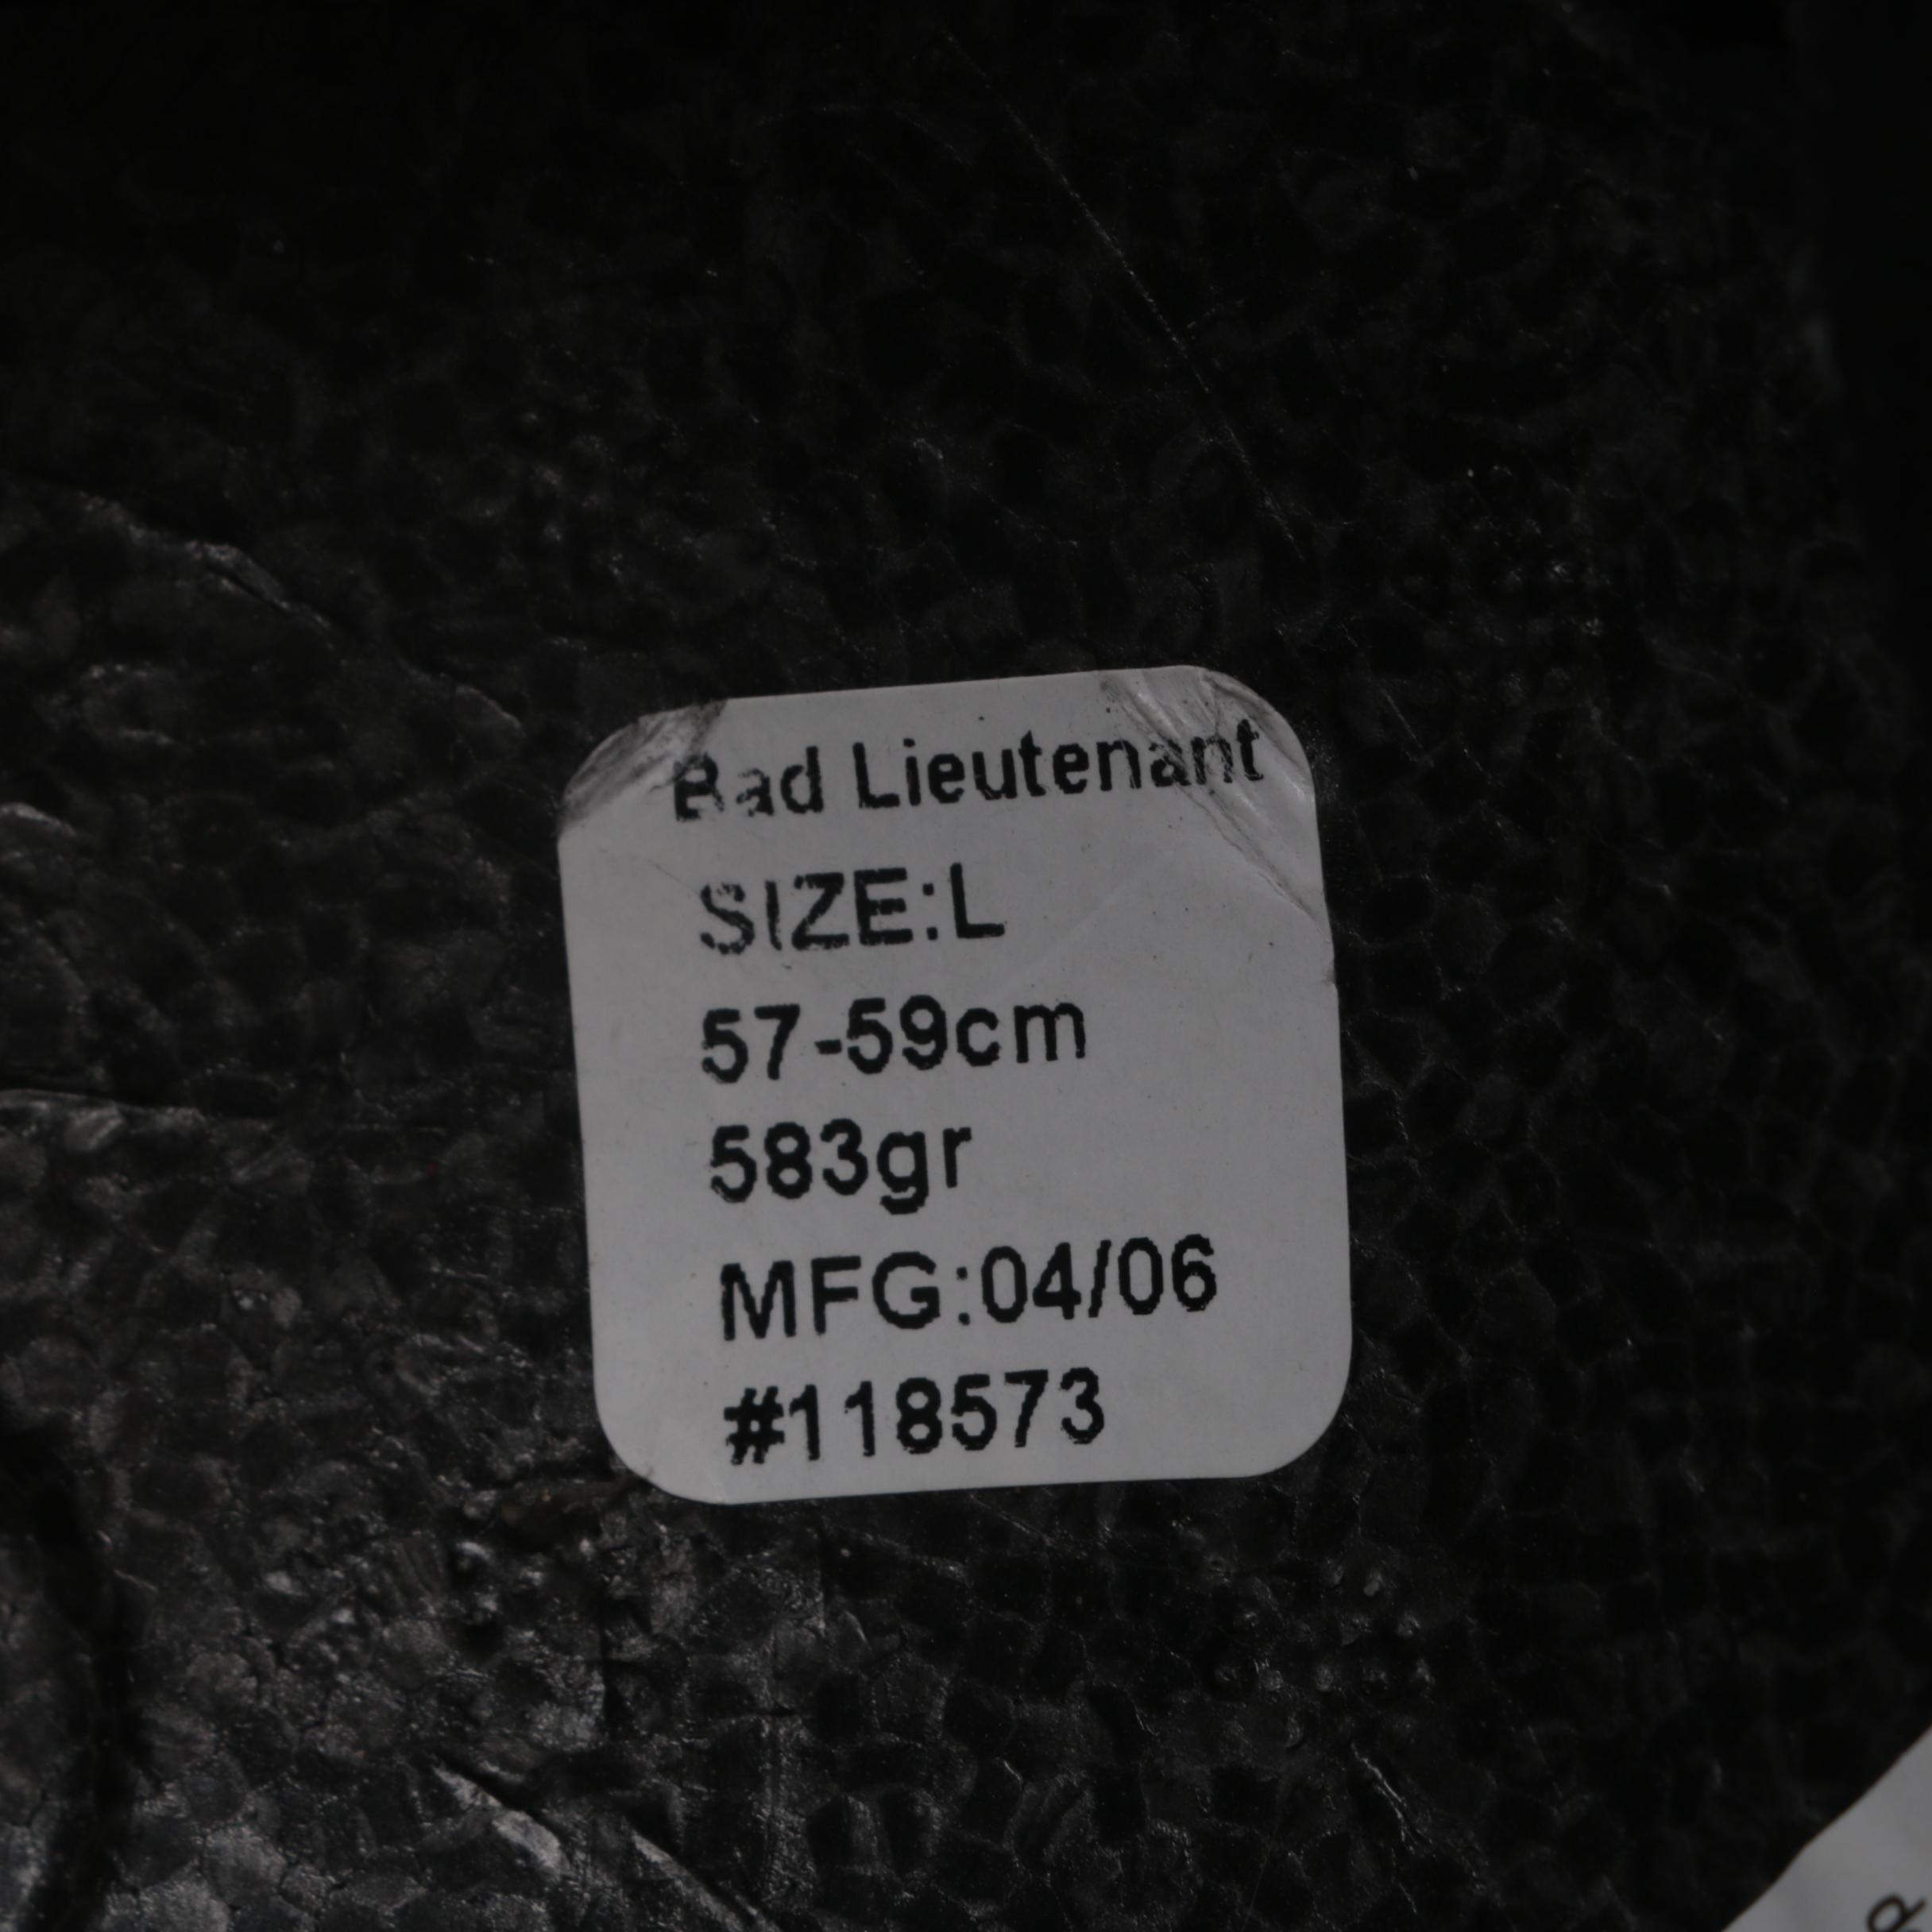 Bad Lieutenant
SIZE:L
57-59cm
583gr
MFG:04/06
#118573